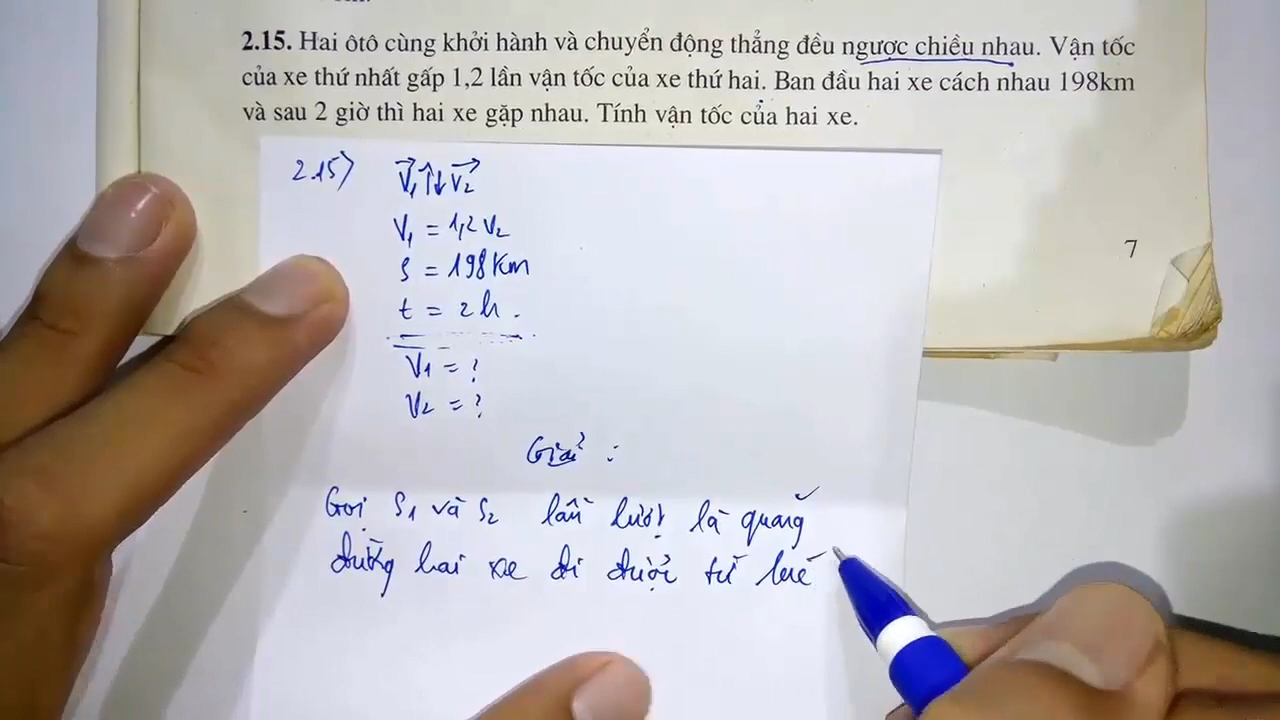 2.15. Hai ôtô cùng khởi hành và chuyển động thẳng đều ngược chiều nhau. Vận tốc
của xe thứ nhất gấp 1,2 lần vận tốc của xe thứ hai. Ban đầu hai xe cách nhau 198km
và sau 2 giờ thì hai xe gặp nhau. Tính vận tốc của hai xe.
2.15) V₁↑↓V₂
V₁ = 1,2 V₂
S = 198 Km
t = 2 h.
V₁ = ?
V₂ = ?
7
Giải :
Gọi S₁ và S₂ lần lượt là quãng
đường hai xe đi được từ